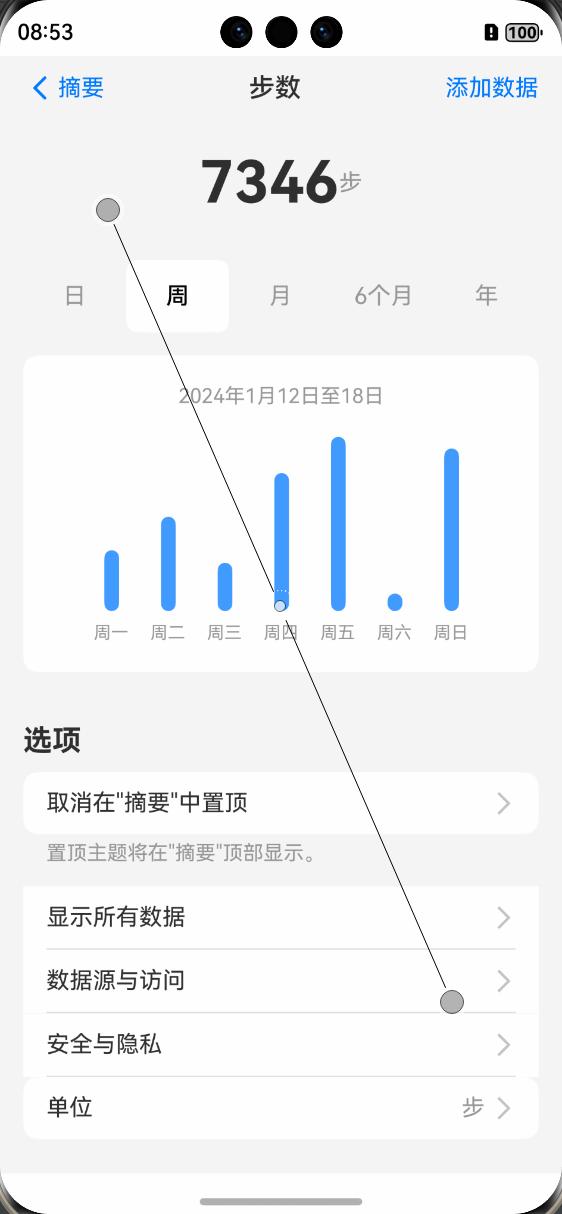 08:53
100
摘要
步数
添加数据
7346步
日
周
月
6个月
年
2024年1月12日至18日
周一 周二 周三 周四 周五 周六 周日
选项
取消在"摘要"中置顶
置顶主题将在"摘要"顶部显示。
显示所有数据
数据源与访问
安全与隐私
单位
步